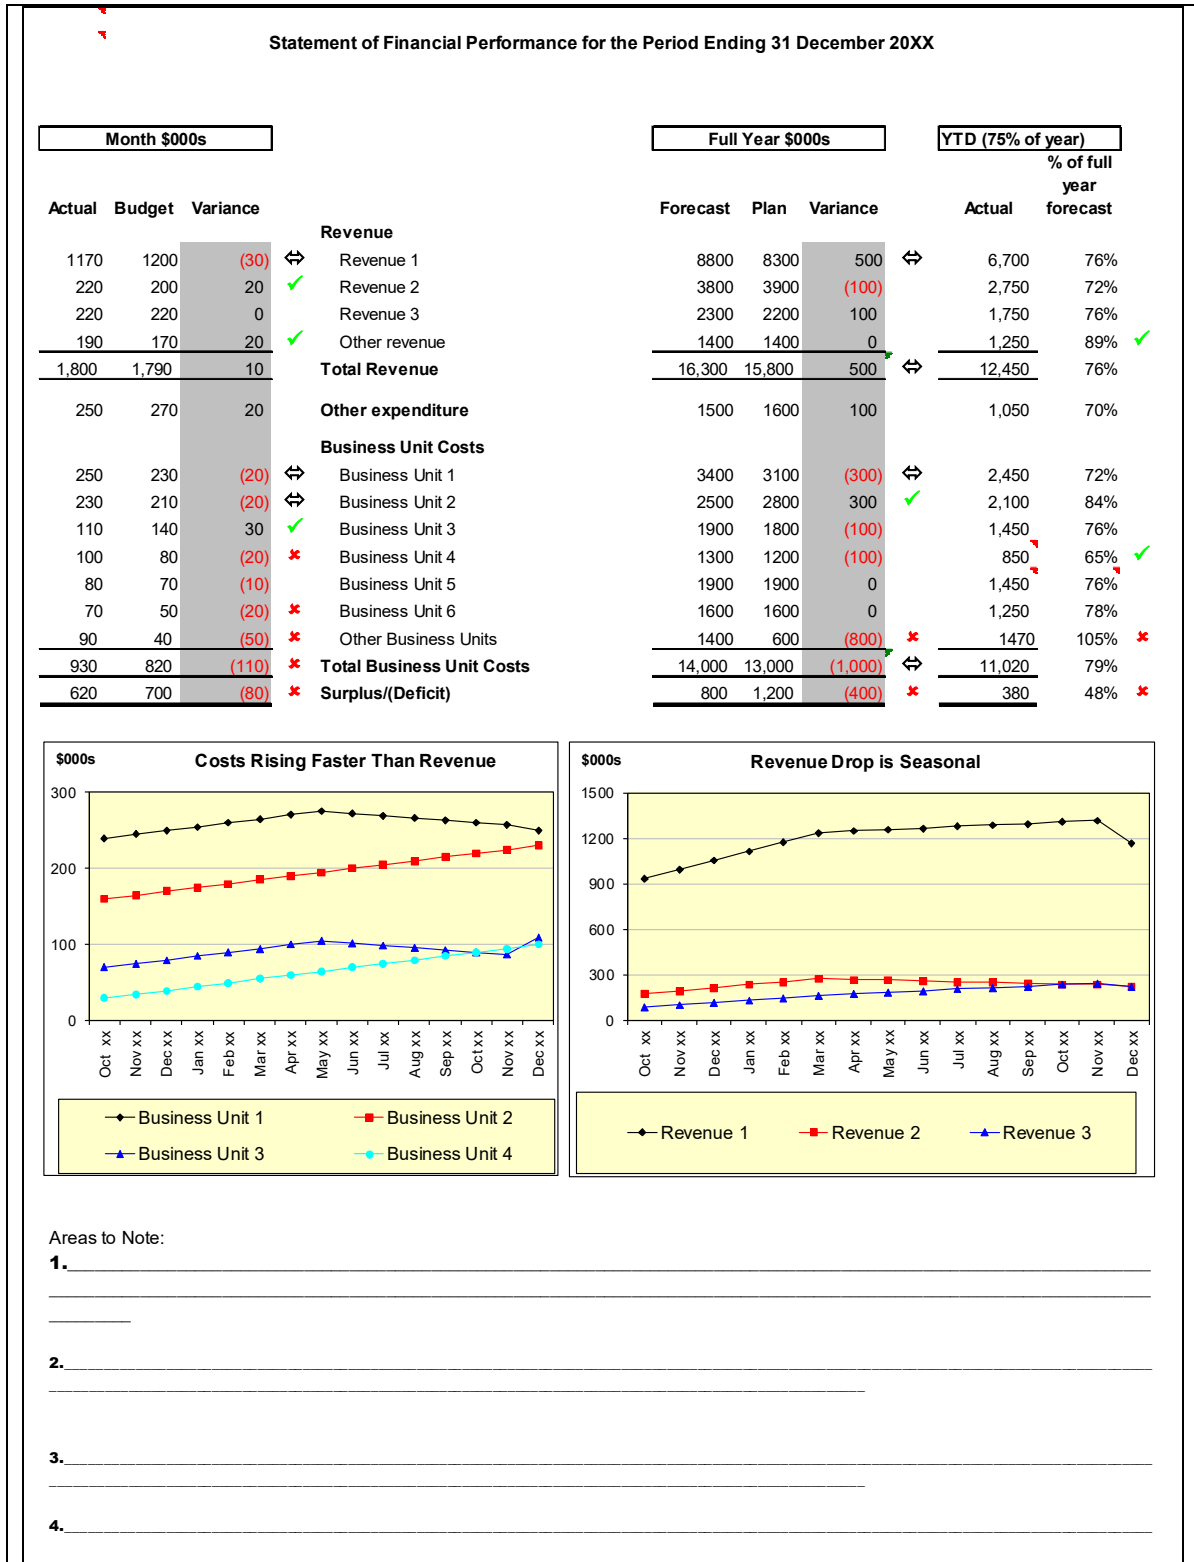 Statement of Financial Performance for the Period Ending 31 December 20XX
Month $000s Full Year $000s YTD (75% of year)
% of full
year
Actual Budget Variance Forecast Plan Variance Actual forecast
Revenue
1170 1200 (30) Revenue 1 8800 8300 500 6,700 76%
220 200 20 Revenue 2 3800 3900 (100) 2,750 72%
220 220 0 Revenue 3 2300 2200 100 1,750 76%
190 170 20 Other revenue 1400 1400 0 1,250 89%
1,800 1,790 10 Total Revenue 16,300 15,800 500 12,450 76%
250 270 20 Other expenditure 1500 1600 100 1,050 70%
Business Unit Costs
250 230 (20) Business Unit 1 3400 3100 (300) 2,450 72%
230 210 (20) Business Unit 2 2500 2800 300 2,100 84%
110 140 30 Business Unit 3 1900 1800 (100) 1,450 76%
100 80 (20) Business Unit 4 1300 1200 (100) 850 65%
80 70 (10) Business Unit 5 1900 1900 0 1,450 76%
70 50 (20) Business Unit 6 1600 1600 0 1,250 78%
90 40 (50) Other Business Units 1400 600 (800) 1470 105%
930 820 (110) Total Business Unit Costs 14,000 13,000 (1,000) 11,020 79%
620 700 (80) Surplus/(Deficit) 800 1,200 (400) 380 48%
$000s Costs Rising Faster Than Revenue
300
200
100
0
Oct xx Nov xx Dec xx Jan xx Feb xx Mar xx Apr xx May xx Jun xx Jul xx Aug xx Sep xx Oct xx Nov xx Dec xx
Business Unit 1 Business Unit 2
Business Unit 3 Business Unit 4
$000s Revenue Drop is Seasonal
1500
1200
900
600
300
0
Oct xx Nov xx Dec xx Jan xx Feb xx Mar xx Apr xx May xx Jun xx Jul xx Aug xx Sep xx Oct xx Nov xx Dec xx
Revenue 1 Revenue 2 Revenue 3
Areas to Note:
1.
2.
3.
4.